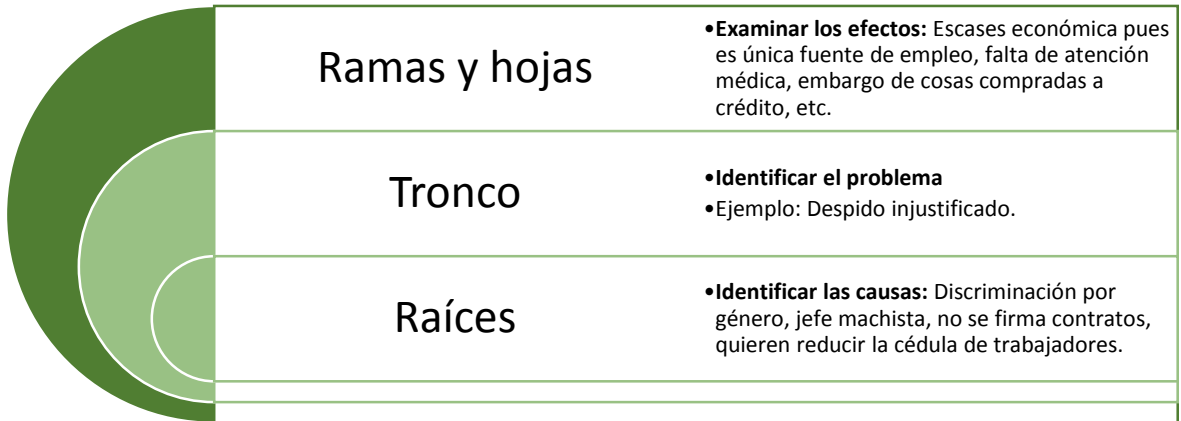 Ramas y hojas
•Examinar los efectos: Escases económica pues
es única fuente de empleo, falta de atención
médica, embargo de cosas compradas a
crédito, etc.
Tronco
•Identificar el problema
•Ejemplo: Despido injustificado.
Raíces
•Identificar las causas: Discriminación por
género, jefe machista, no se firma contratos,
quieren reducir la cédula de trabajadores.